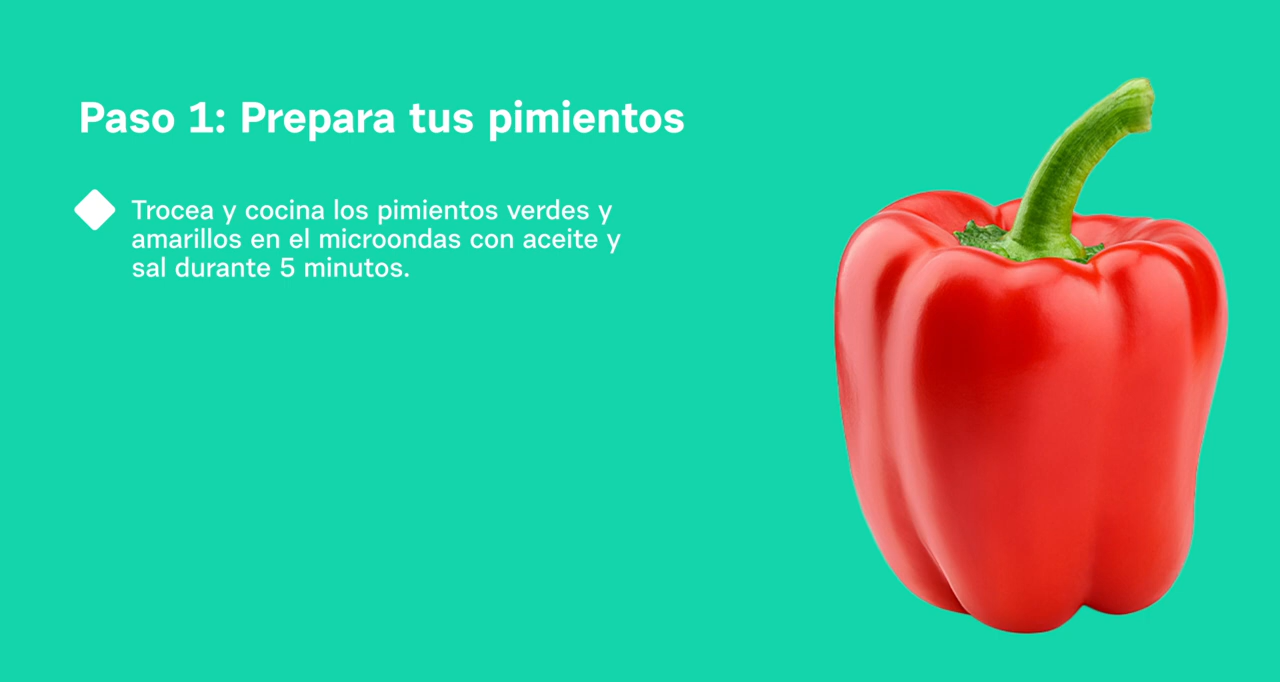 Paso 1: Prepara tus pimientos
Trocea y cocina los pimientos verdes y
amarillos en el microondas con aceite y
sal durante 5 minutos.